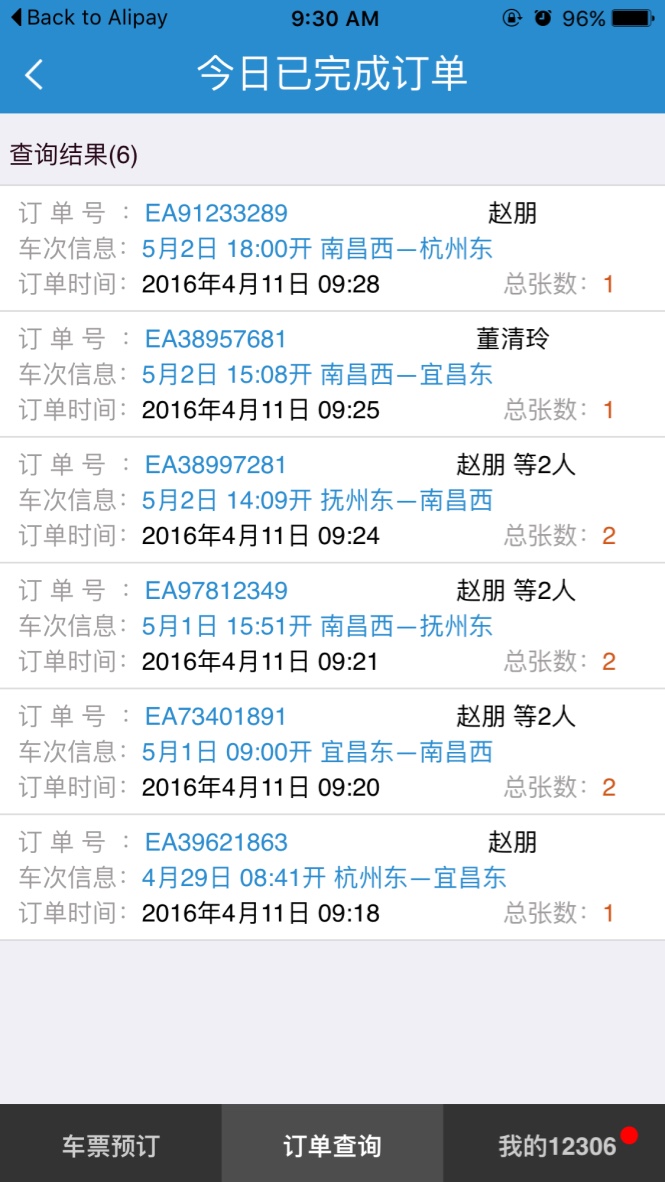 Back to Alipay 9:30 AM 96%
今日已完成订单
查询结果(6)
订单号： EA91233289 赵朋
车次信息： 5月2日 18:00开 南昌西—杭州东
订单时间： 2016年4月11日 09:28 总张数： 1
订单号： EA38957681 董清玲
车次信息： 5月2日 15:08开 南昌西—宜昌东
订单时间： 2016年4月11日 09:25 总张数： 1
订单号： EA38997281 赵朋 等2人
车次信息： 5月2日 14:09开 抚州东—南昌西
订单时间： 2016年4月11日 09:24 总张数： 2
订单号： EA97812349 赵朋 等2人
车次信息： 5月1日 15:51开 南昌西—抚州东
订单时间： 2016年4月11日 09:21 总张数： 2
订单号： EA73401891 赵朋 等2人
车次信息： 5月1日 09:00开 宜昌东—南昌西
订单时间： 2016年4月11日 09:20 总张数： 2
订单号： EA39621863 赵朋
车次信息： 4月29日 08:41开 杭州东—宜昌东
订单时间： 2016年4月11日 09:18 总张数： 1
车票预订 订单查询 我的12306